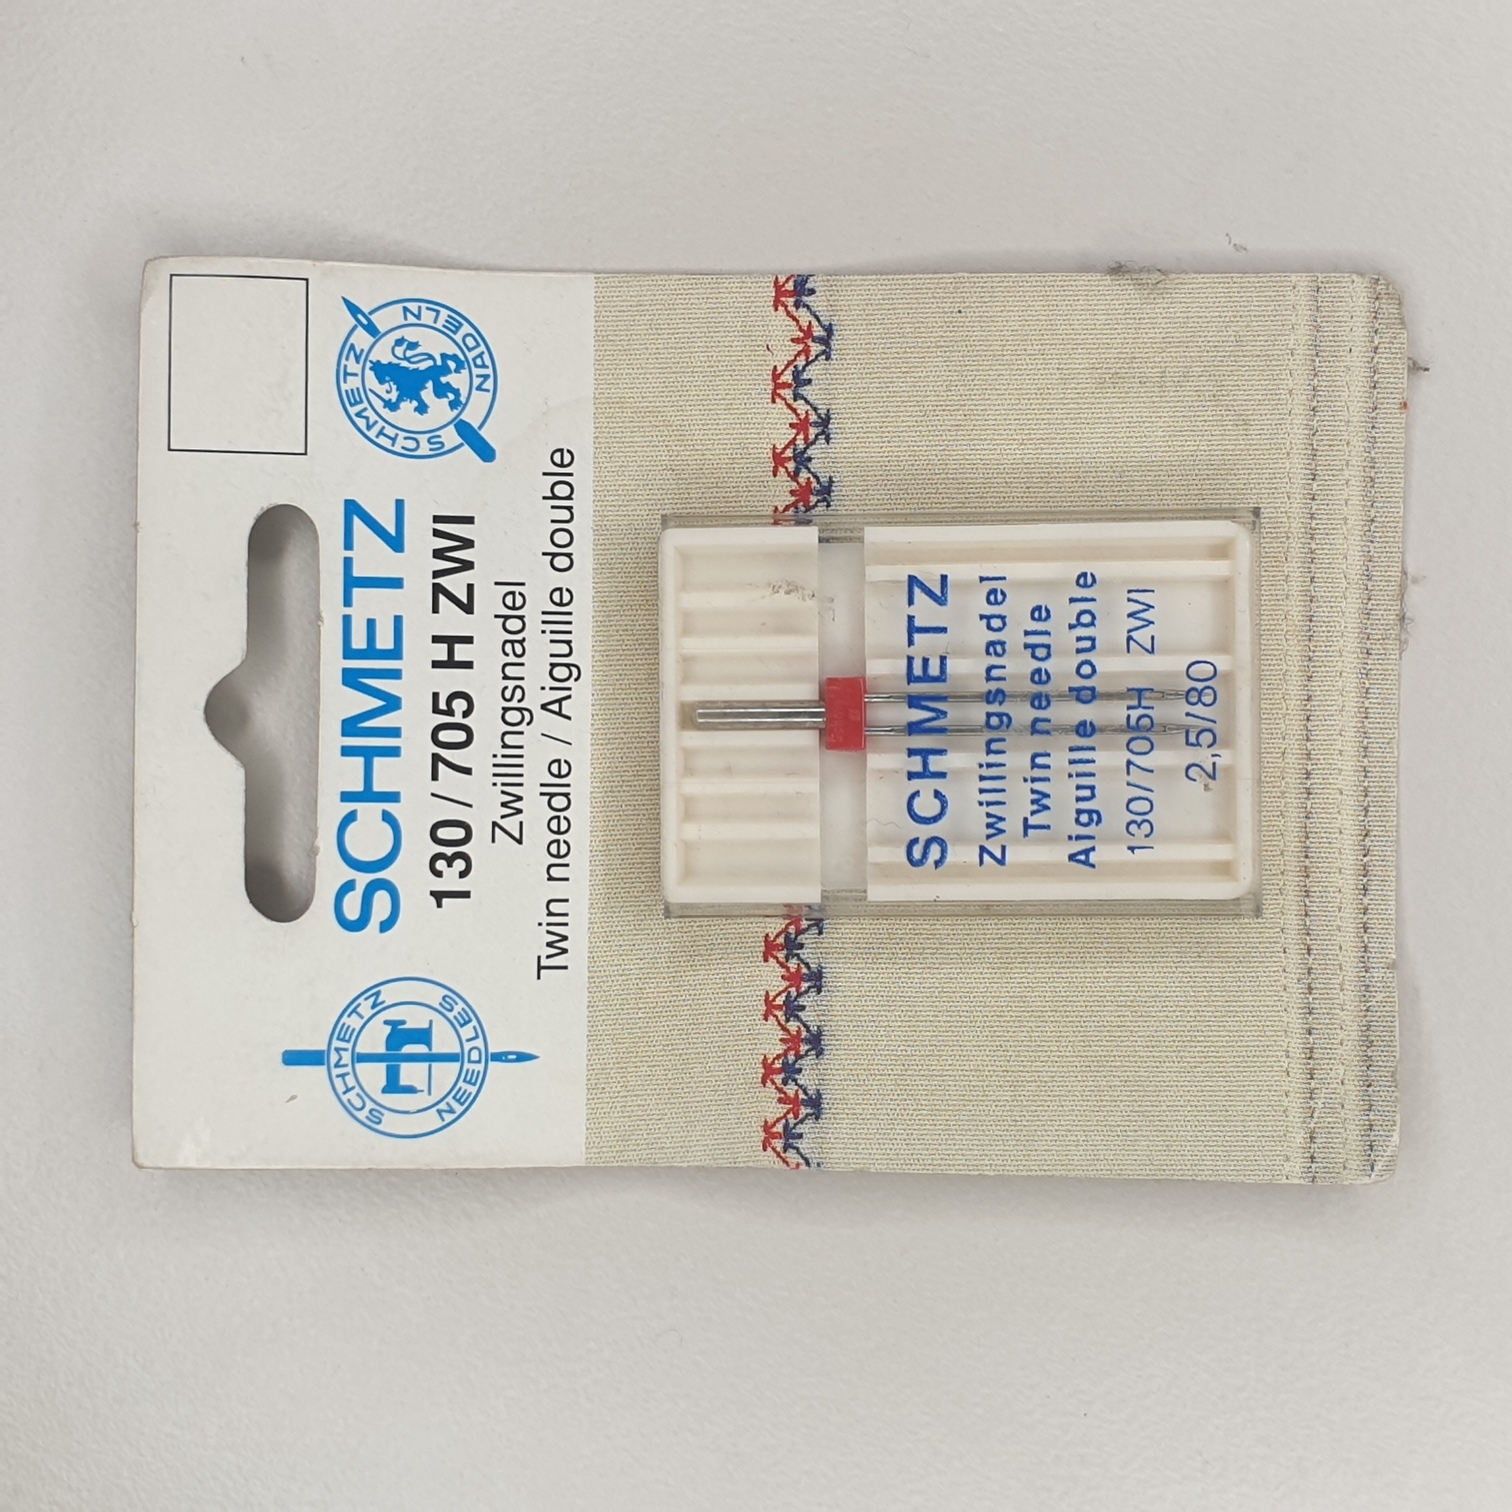 SCHMETZ NADELN SCHMETZ
SCHMETZ
130/705 H ZWI
Zwillingsnadel
Twin needle / Aiguille double
SCHMETZ NEEDLES
SCHMETZ
Zwillingsnadel
Twin needle
Aiguille double
130/705H ZWI
2,5/80